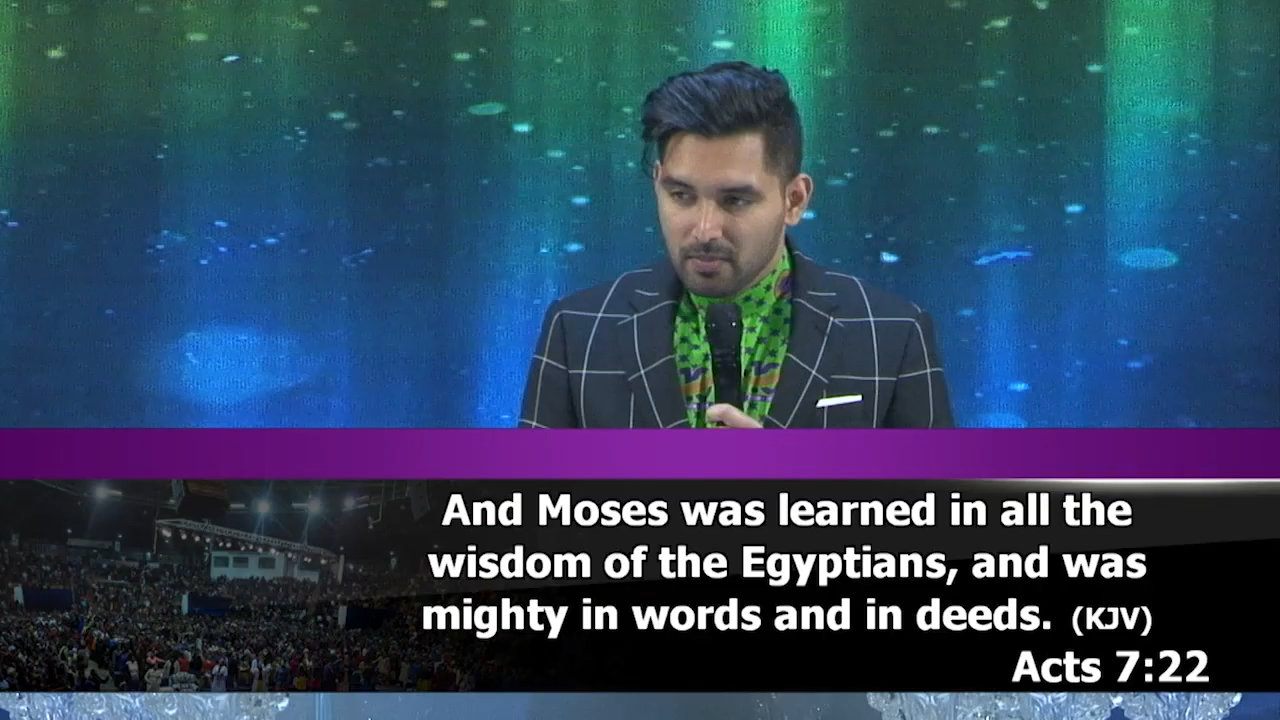 And Moses was learned in all the
wisdom of the Egyptians, and was
mighty in words and in deeds. (KJV)
Acts 7:22